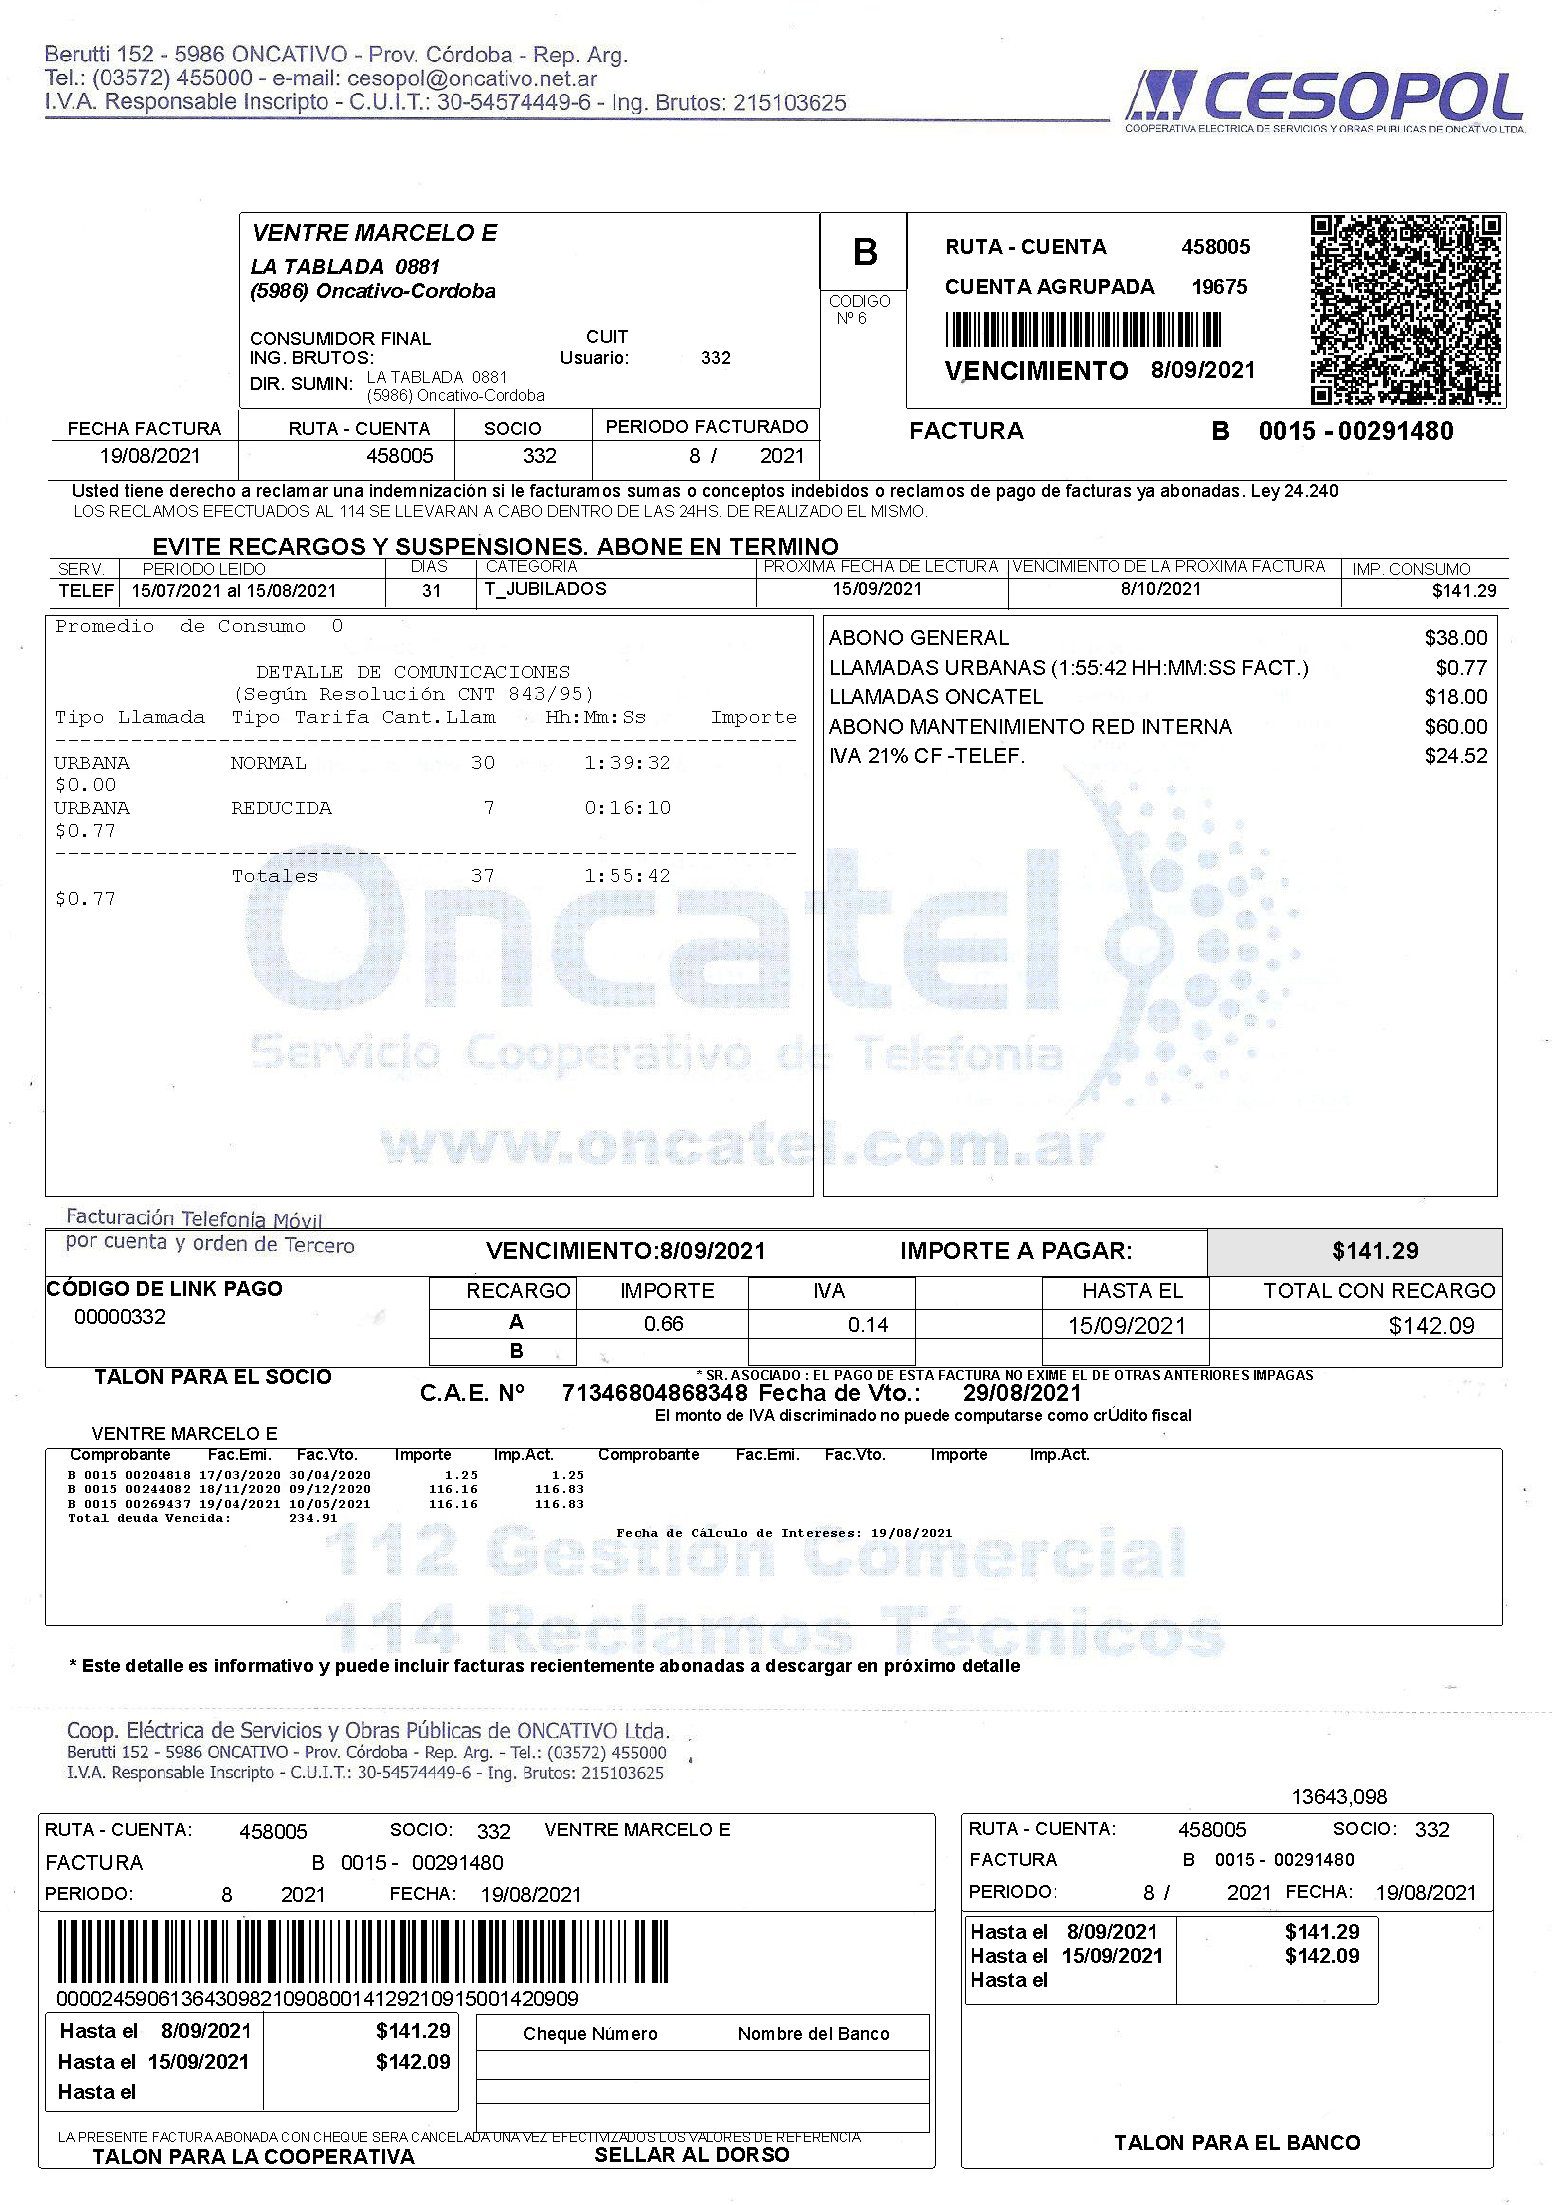 Berutti 152 - 5986 ONCATIVO - Prov. Córdoba - Rep. Arg.
Tel.: (03572) 455000 - e-mail: cesopol@oncativo.net.ar
I.V.A. Responsable Inscripto - C.U.I.T.: 30-54574449-6 - Ing. Brutos: 215103625
CESOPOL
COOPERATIVA ELECTRICA DE SERVICIOS Y OBRAS PUBLICAS DE ONCATIVO LTDA.
VENTRE MARCELO E
LA TABLADA 0881
(5986) Oncativo-Cordoba
CONSUMIDOR FINAL CUIT
ING. BRUTOS: Usuario: 332
DIR. SUMIN: LA TABLADA 0881
(5986) Oncativo-Cordoba
B
CODIGO
Nº 6
RUTA - CUENTA 458005
CUENTA AGRUPADA 19675
VENCIMIENTO 8/09/2021
FECHA FACTURA RUTA - CUENTA SOCIO PERIODO FACTURADO
19/08/2021 458005 332 8 / 2021
FACTURA B 0015 - 00291480
Usted tiene derecho a reclamar una indemnización si le facturamos sumas o conceptos indebidos o reclamos de pago de facturas ya abonadas. Ley 24.240
LOS RECLAMOS EFECTUADOS AL 114 SE LLEVARAN A CABO DENTRO DE LAS 24HS. DE REALIZADO EL MISMO.
EVITE RECARGOS Y SUSPENSIONES. ABONE EN TERMINO
SERV. PERIODO LEIDO DIAS CATEGORIA PROXIMA FECHA DE LECTURA VENCIMIENTO DE LA PROXIMA FACTURA IMP. CONSUMO
TELEF 15/07/2021 al 15/08/2021 31 T_JUBILADOS 15/09/2021 8/10/2021 $141.29
Promedio de Consumo 0
DETALLE DE COMUNICACIONES
(Según Resolución CNT 843/95)
Tipo Llamada Tipo Tarifa Cant.Llam Hh:Mm:Ss Importe
-----------------------------------------------------------
URBANA NORMAL 30 1:39:32
$0.00
URBANA REDUCIDA 7 0:16:10
$0.77
-----------------------------------------------------------
Totales 37 1:55:42
$0.77
ABONO GENERAL $38.00
LLAMADAS URBANAS (1:55:42 HH:MM:SS FACT.) $0.77
LLAMADAS ONCATEL $18.00
ABONO MANTENIMIENTO RED INTERNA $60.00
IVA 21% CF -TELEF. $24.52
Oncatel
Servicio Cooperativo de Telefonía
www.oncatel.com.ar
Facturación Telefonía Móvil
por cuenta y orden de Tercero
VENCIMIENTO:8/09/2021 IMPORTE A PAGAR: $141.29
CÓDIGO DE LINK PAGO
00000332
RECARGO IMPORTE IVA HASTA EL TOTAL CON RECARGO
A 0.66 0.14 15/09/2021 $142.09
B
TALON PARA EL SOCIO
* SR. ASOCIADO : EL PAGO DE ESTA FACTURA NO EXIME EL DE OTRAS ANTERIORES IMPAGAS
C.A.E. Nº 71346804868348 Fecha de Vto.: 29/08/2021
El monto de IVA discriminado no puede computarse como crÚdito fiscal
VENTRE MARCELO E
Comprobante Fac.Emi. Fac.Vto. Importe Imp.Act. Comprobante Fac.Emi. Fac.Vto. Importe Imp.Act.
B 0015 00204818 17/03/2020 30/04/2020 1.25 1.25
B 0015 00244082 18/11/2020 09/12/2020 116.16 116.83
B 0015 00269437 19/04/2021 10/05/2021 116.16 116.83
Total deuda Vencida: 234.91
Fecha de Cálculo de Intereses: 19/08/2021
112 Gestión Comercial
114 Reclamos Técnicos
* Este detalle es informativo y puede incluir facturas recientemente abonadas a descargar en próximo detalle
Coop. Eléctrica de Servicios y Obras Públicas de ONCATIVO Ltda.
Berutti 152 - 5986 ONCATIVO - Prov. Córdoba - Rep. Arg. - Tel.: (03572) 455000
I.V.A. Responsable Inscripto - C.U.I.T.: 30-54574449-6 - Ing. Brutos: 215103625
13643,098
RUTA - CUENTA: 458005 SOCIO: 332 VENTRE MARCELO E
FACTURA B 0015 - 00291480
PERIODO: 8 2021 FECHA: 19/08/2021
0000245906136430982109080014129210915001420909
Hasta el 8/09/2021 $141.29
Hasta el 15/09/2021 $142.09
Hasta el
Cheque Número Nombre del Banco
LA PRESENTE FACTURA ABONADA CON CHEQUE SERA CANCELADA UNA VEZ EFECTIVIZADOS LOS VALORES DE REFERENCIA
TALON PARA LA COOPERATIVA SELLAR AL DORSO
RUTA - CUENTA: 458005 SOCIO: 332
FACTURA B 0015 - 00291480
PERIODO: 8 / 2021 FECHA: 19/08/2021
Hasta el 8/09/2021 $141.29
Hasta el 15/09/2021 $142.09
Hasta el
TALON PARA EL BANCO